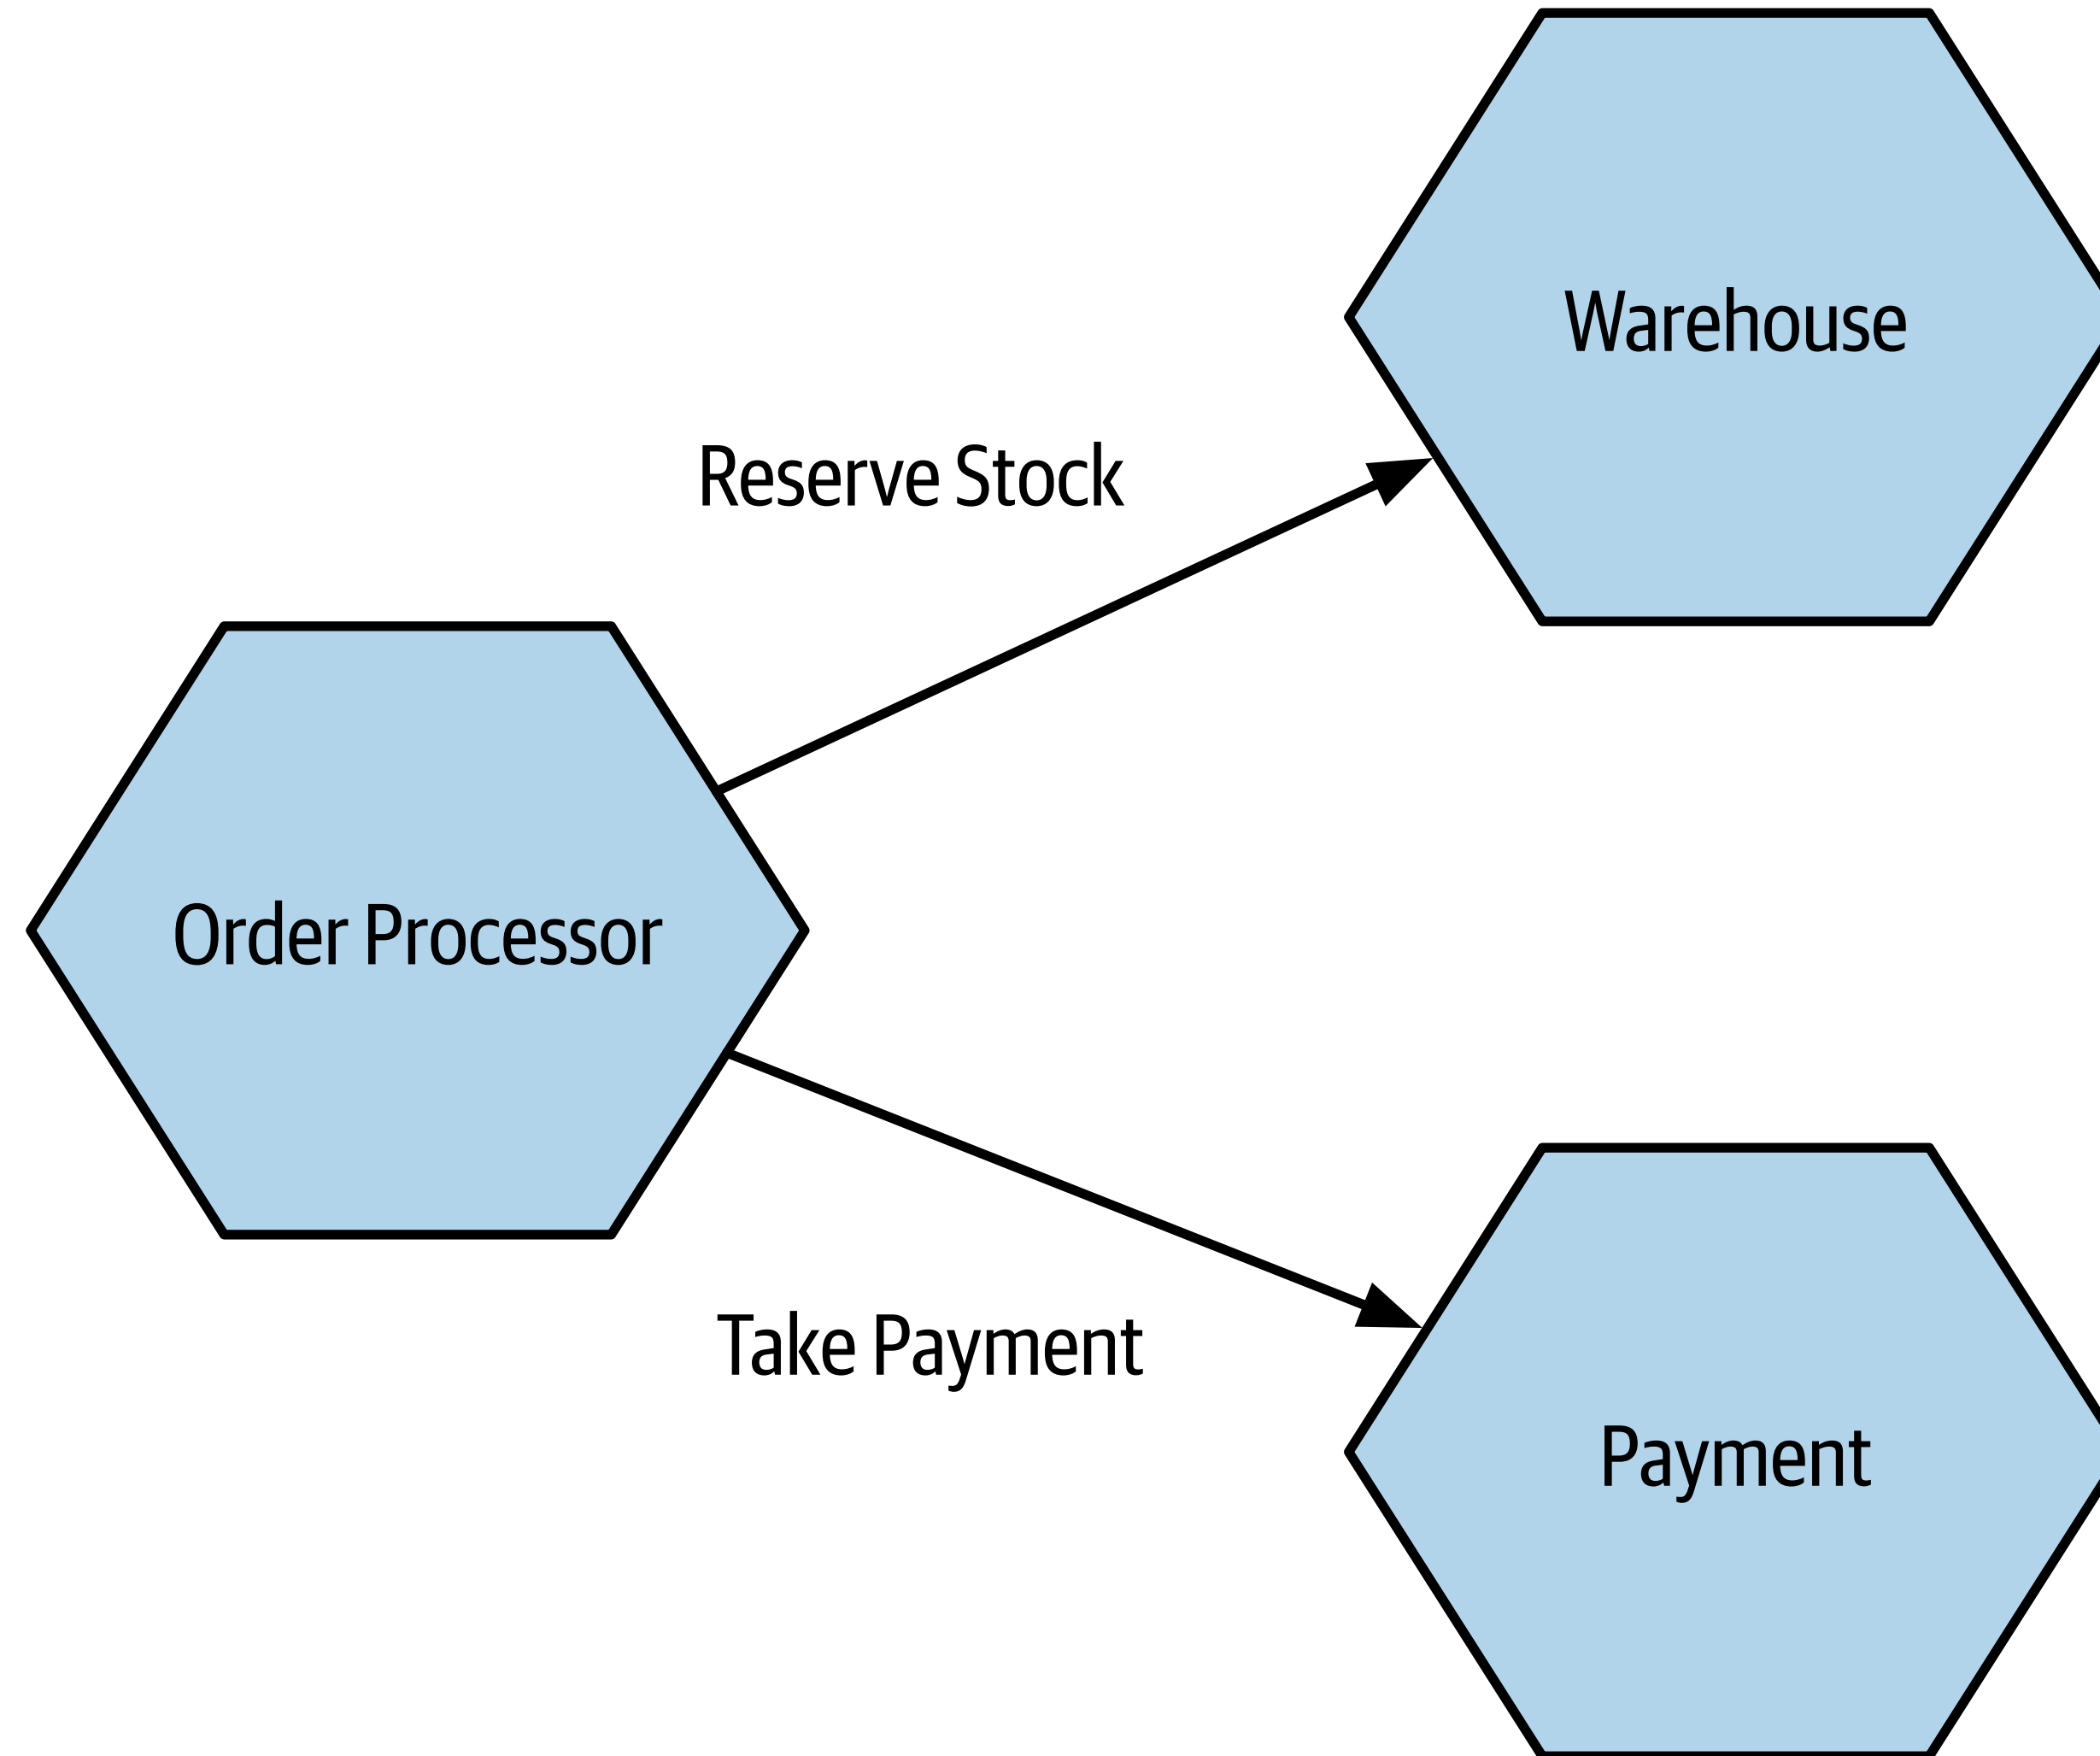 Warehouse
Reserve Stock
Order Processor
Take Payment
Payment